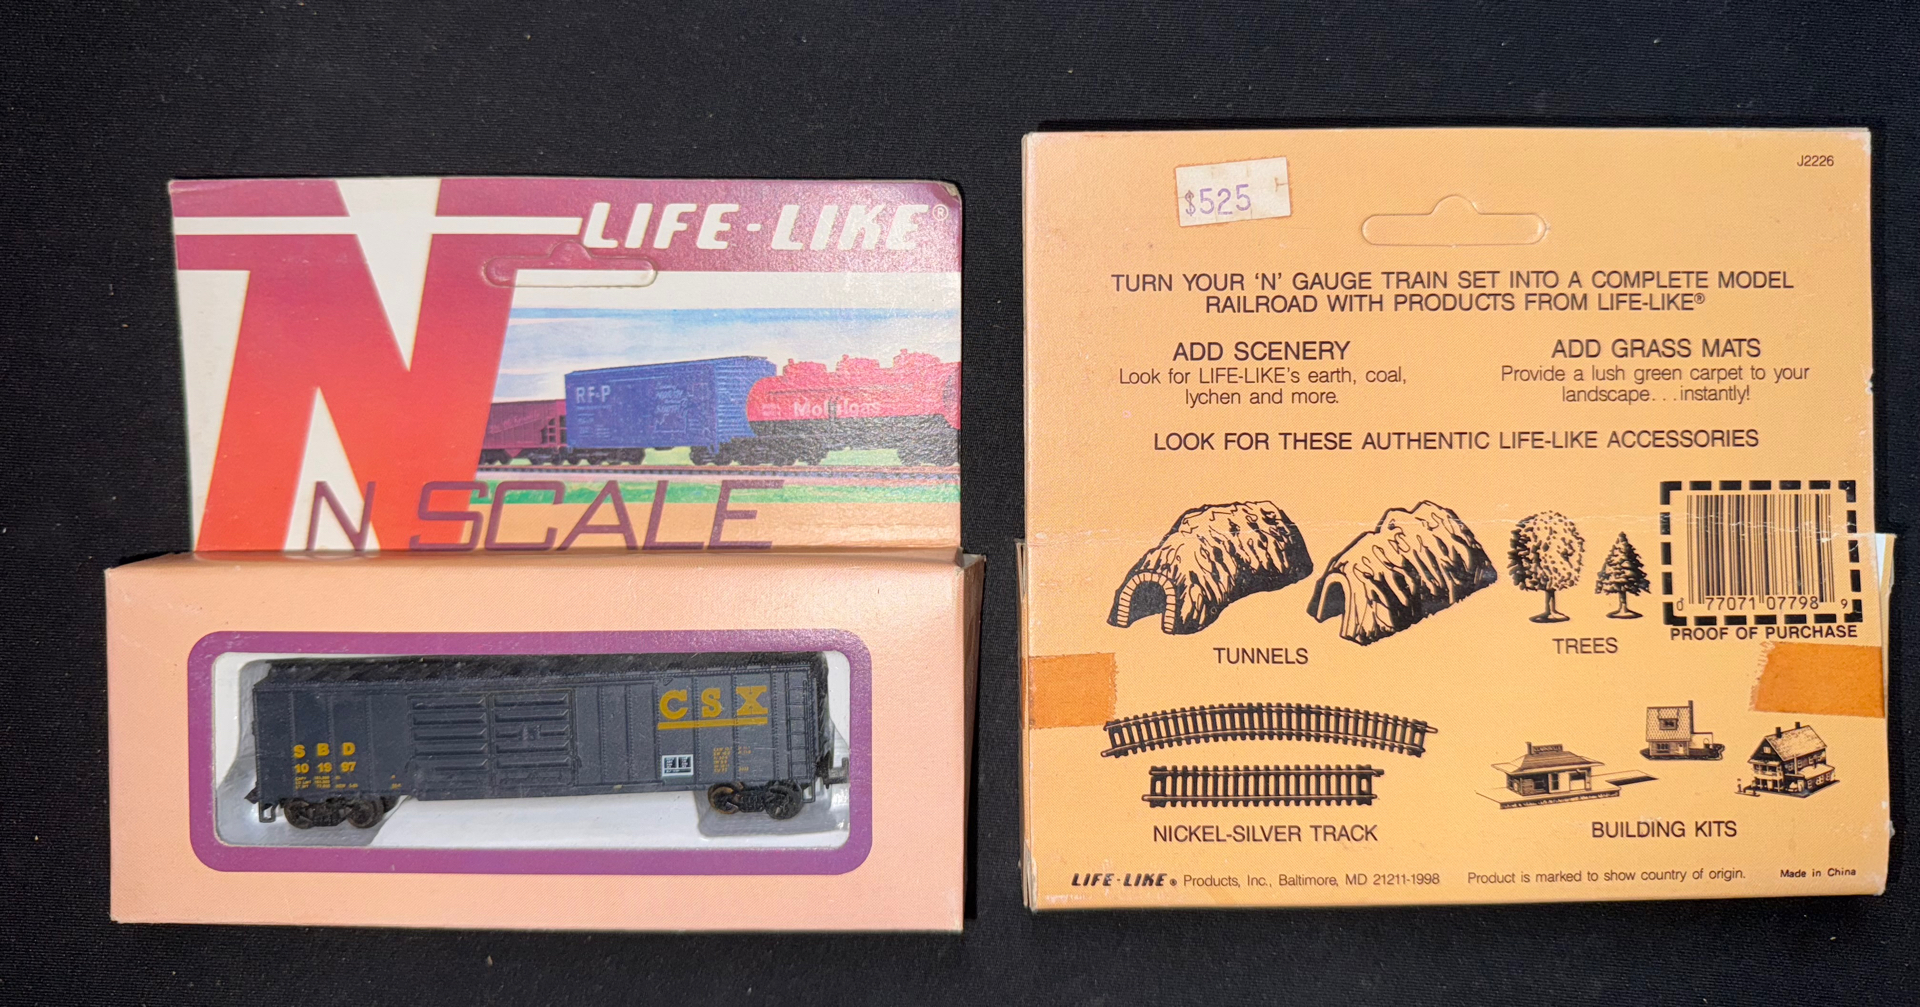 LIFE-LIKE®
RF&P
Mobilgas
N SCALE
CSX
SBD
101997
J2226
$525
TURN YOUR ‘N’ GAUGE TRAIN SET INTO A COMPLETE MODEL
RAILROAD WITH PRODUCTS FROM LIFE-LIKE®
ADD SCENERY
Look for LIFE-LIKE’s earth, coal,
lychen and more.
ADD GRASS MATS
Provide a lush green carpet to your
landscape...instantly!
LOOK FOR THESE AUTHENTIC LIFE-LIKE ACCESSORIES
0 77071 07798 9
PROOF OF PURCHASE
TUNNELS
TREES
NICKEL-SILVER TRACK
BUILDING KITS
LIFE-LIKE® Products, Inc., Baltimore, MD 21211-1998
Product is marked to show country of origin.
Made in China